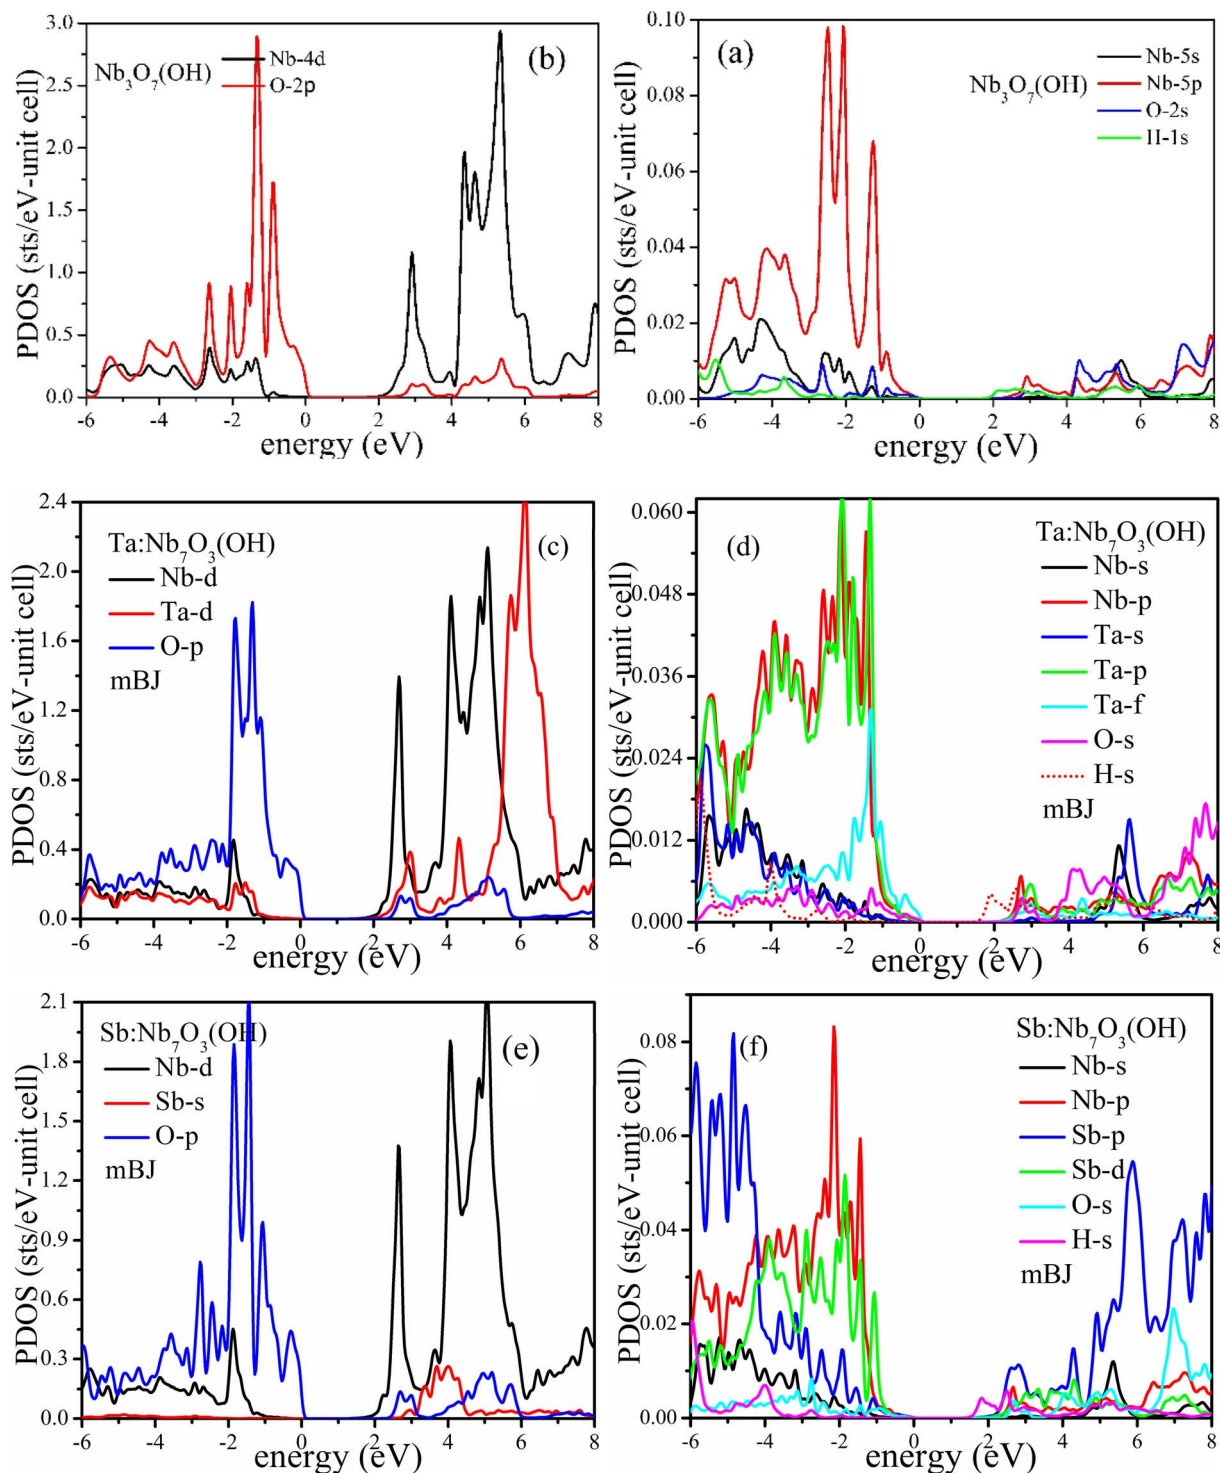 (b)
Nb₃O₇(OH)
Nb-4d
O-2p
PDOS (sts/eV-unit cell)
3.0
2.5
2.0
1.5
1.0
0.5
0.0
-6 -4 -2 0 2 4 6 8
energy (eV)
(a)
Nb₃O₇(OH)
Nb-5s
Nb-5p
O-2s
H-1s
PDOS (sts/eV-unit cell)
0.10
0.08
0.06
0.04
0.02
0.00
-6 -4 -2 0 2 4 6 8
energy (eV)
(c)
Ta:Nb₇O₃(OH)
Nb-d
Ta-d
O-p
mBJ
PDOS (sts/eV-unit cell)
2.4
2.0
1.6
1.2
0.8
0.4
0.0
-6 -4 -2 0 2 4 6 8
energy (eV)
(d)
Ta:Nb₇O₃(OH)
Nb-s
Nb-p
Ta-s
Ta-p
Ta-f
O-s
H-s
mBJ
PDOS (sts/eV-unit cell)
0.060
0.048
0.036
0.024
0.012
0.000
-6 -4 -2 0 2 4 6 8
energy (eV)
(e)
Sb:Nb₇O₃(OH)
Nb-d
Sb-s
O-p
mBJ
PDOS (sts/eV-unit cell)
2.1
1.8
1.5
1.2
0.9
0.6
0.3
0.0
-6 -4 -2 0 2 4 6 8
energy (eV)
(f)
Sb:Nb₇O₃(OH)
Nb-s
Nb-p
Sb-p
Sb-d
O-s
H-s
mBJ
PDOS (sts/eV-unit cell)
0.08
0.06
0.04
0.02
0.00
-6 -4 -2 0 2 4 6 8
energy (eV)